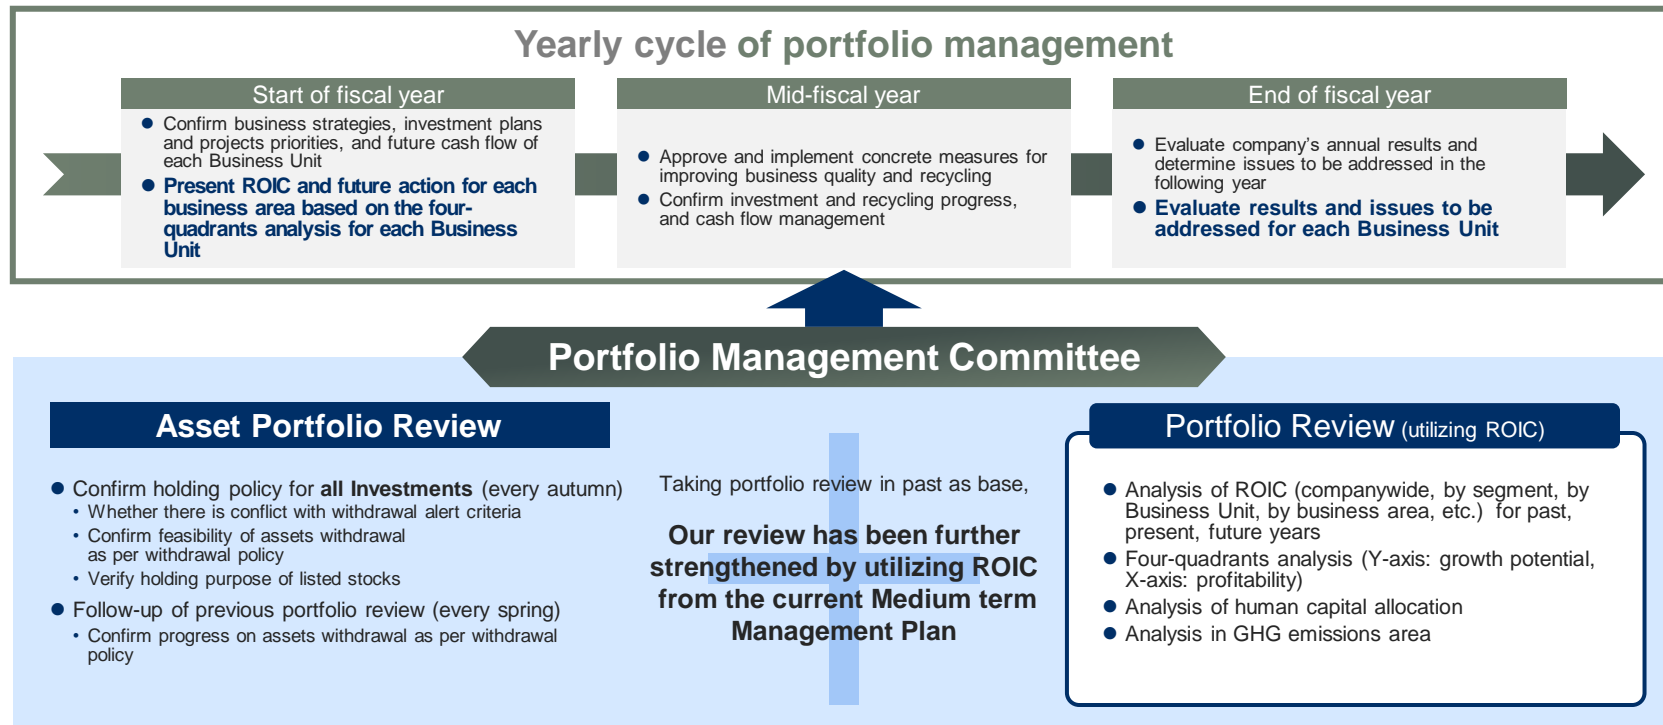 Yearly cycle of portfolio management
Start of fiscal year
● Confirm business strategies, investment plans
and projects priorities, and future cash flow of
each Business Unit
● Present ROIC and future action for each
business area based on the four-
quadrants analysis for each Business
Unit
Mid-fiscal year
● Approve and implement concrete measures for
improving business quality and recycling
● Confirm investment and recycling progress,
and cash flow management
End of fiscal year
● Evaluate company's annual results and
determine issues to be addressed in the
following year
● Evaluate results and issues to be
addressed for each Business Unit
Portfolio Management Committee
Asset Portfolio Review
● Confirm holding policy for all Investments (every autumn)
• Whether there is conflict with withdrawal alert criteria
• Confirm feasibility of assets withdrawal
as per withdrawal policy
• Verify holding purpose of listed stocks
● Follow-up of previous portfolio review (every spring)
• Confirm progress on assets withdrawal as per withdrawal
policy
Taking portfolio review in past as base,
Our review has been further
strengthened by utilizing ROIC
from the current Medium term
Management Plan
Portfolio Review (utilizing ROIC)
● Analysis of ROIC (companywide, by segment, by
Business Unit, by business area, etc.) for past,
present, future years
● Four-quadrants analysis (Y-axis: growth potential,
X-axis: profitability)
● Analysis of human capital allocation
● Analysis in GHG emissions area